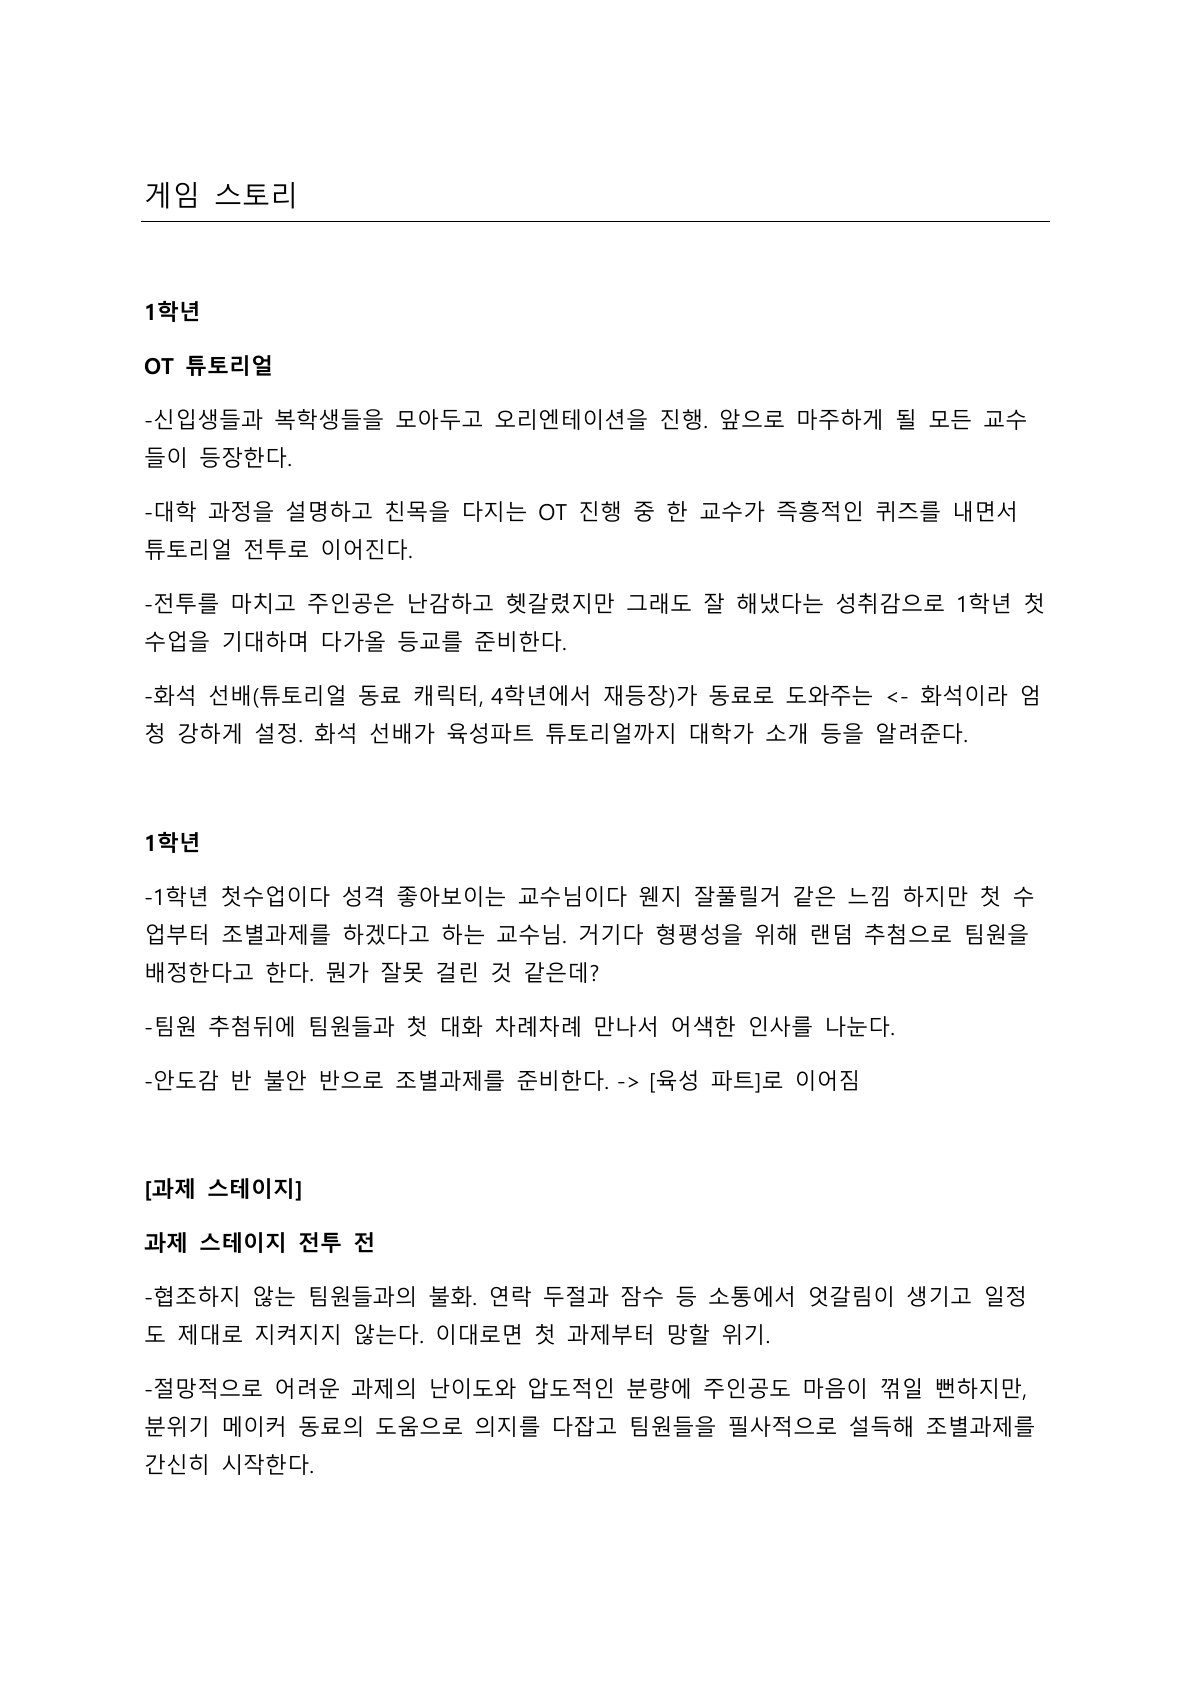 게임 스토리
1학년
OT 튜토리얼
-신입생들과 복학생들을 모아두고 오리엔테이션을 진행. 앞으로 마주하게 될 모든 교수
들이 등장한다.
-대학 과정을 설명하고 친목을 다지는 OT 진행 중 한 교수가 즉흥적인 퀴즈를 내면서
튜토리얼 전투로 이어진다.
-전투를 마치고 주인공은 난감하고 헷갈렸지만 그래도 잘 해냈다는 성취감으로 1학년 첫
수업을 기대하며 다가올 등교를 준비한다.
-화석 선배(튜토리얼 동료 캐릭터, 4학년에서 재등장)가 동료로 도와주는 <- 화석이라 엄
청 강하게 설정. 화석 선배가 육성파트 튜토리얼까지 대학가 소개 등을 알려준다.
1학년
-1학년 첫수업이다 성격 좋아보이는 교수님이다 웬지 잘풀릴거 같은 느낌 하지만 첫 수
업부터 조별과제를 하겠다고 하는 교수님. 거기다 형평성을 위해 랜덤 추첨으로 팀원을
배정한다고 한다. 뭔가 잘못 걸린 것 같은데?
-팀원 추첨뒤에 팀원들과 첫 대화 차례차례 만나서 어색한 인사를 나눈다.
-안도감 반 불안 반으로 조별과제를 준비한다. -> [육성 파트]로 이어짐
[과제 스테이지]
과제 스테이지 전투 전
-협조하지 않는 팀원들과의 불화. 연락 두절과 잠수 등 소통에서 엇갈림이 생기고 일정
도 제대로 지켜지지 않는다. 이대로면 첫 과제부터 망할 위기.
-절망적으로 어려운 과제의 난이도와 압도적인 분량에 주인공도 마음이 꺾일 뻔하지만,
분위기 메이커 동료의 도움으로 의지를 다잡고 팀원들을 필사적으로 설득해 조별과제를
간신히 시작한다.